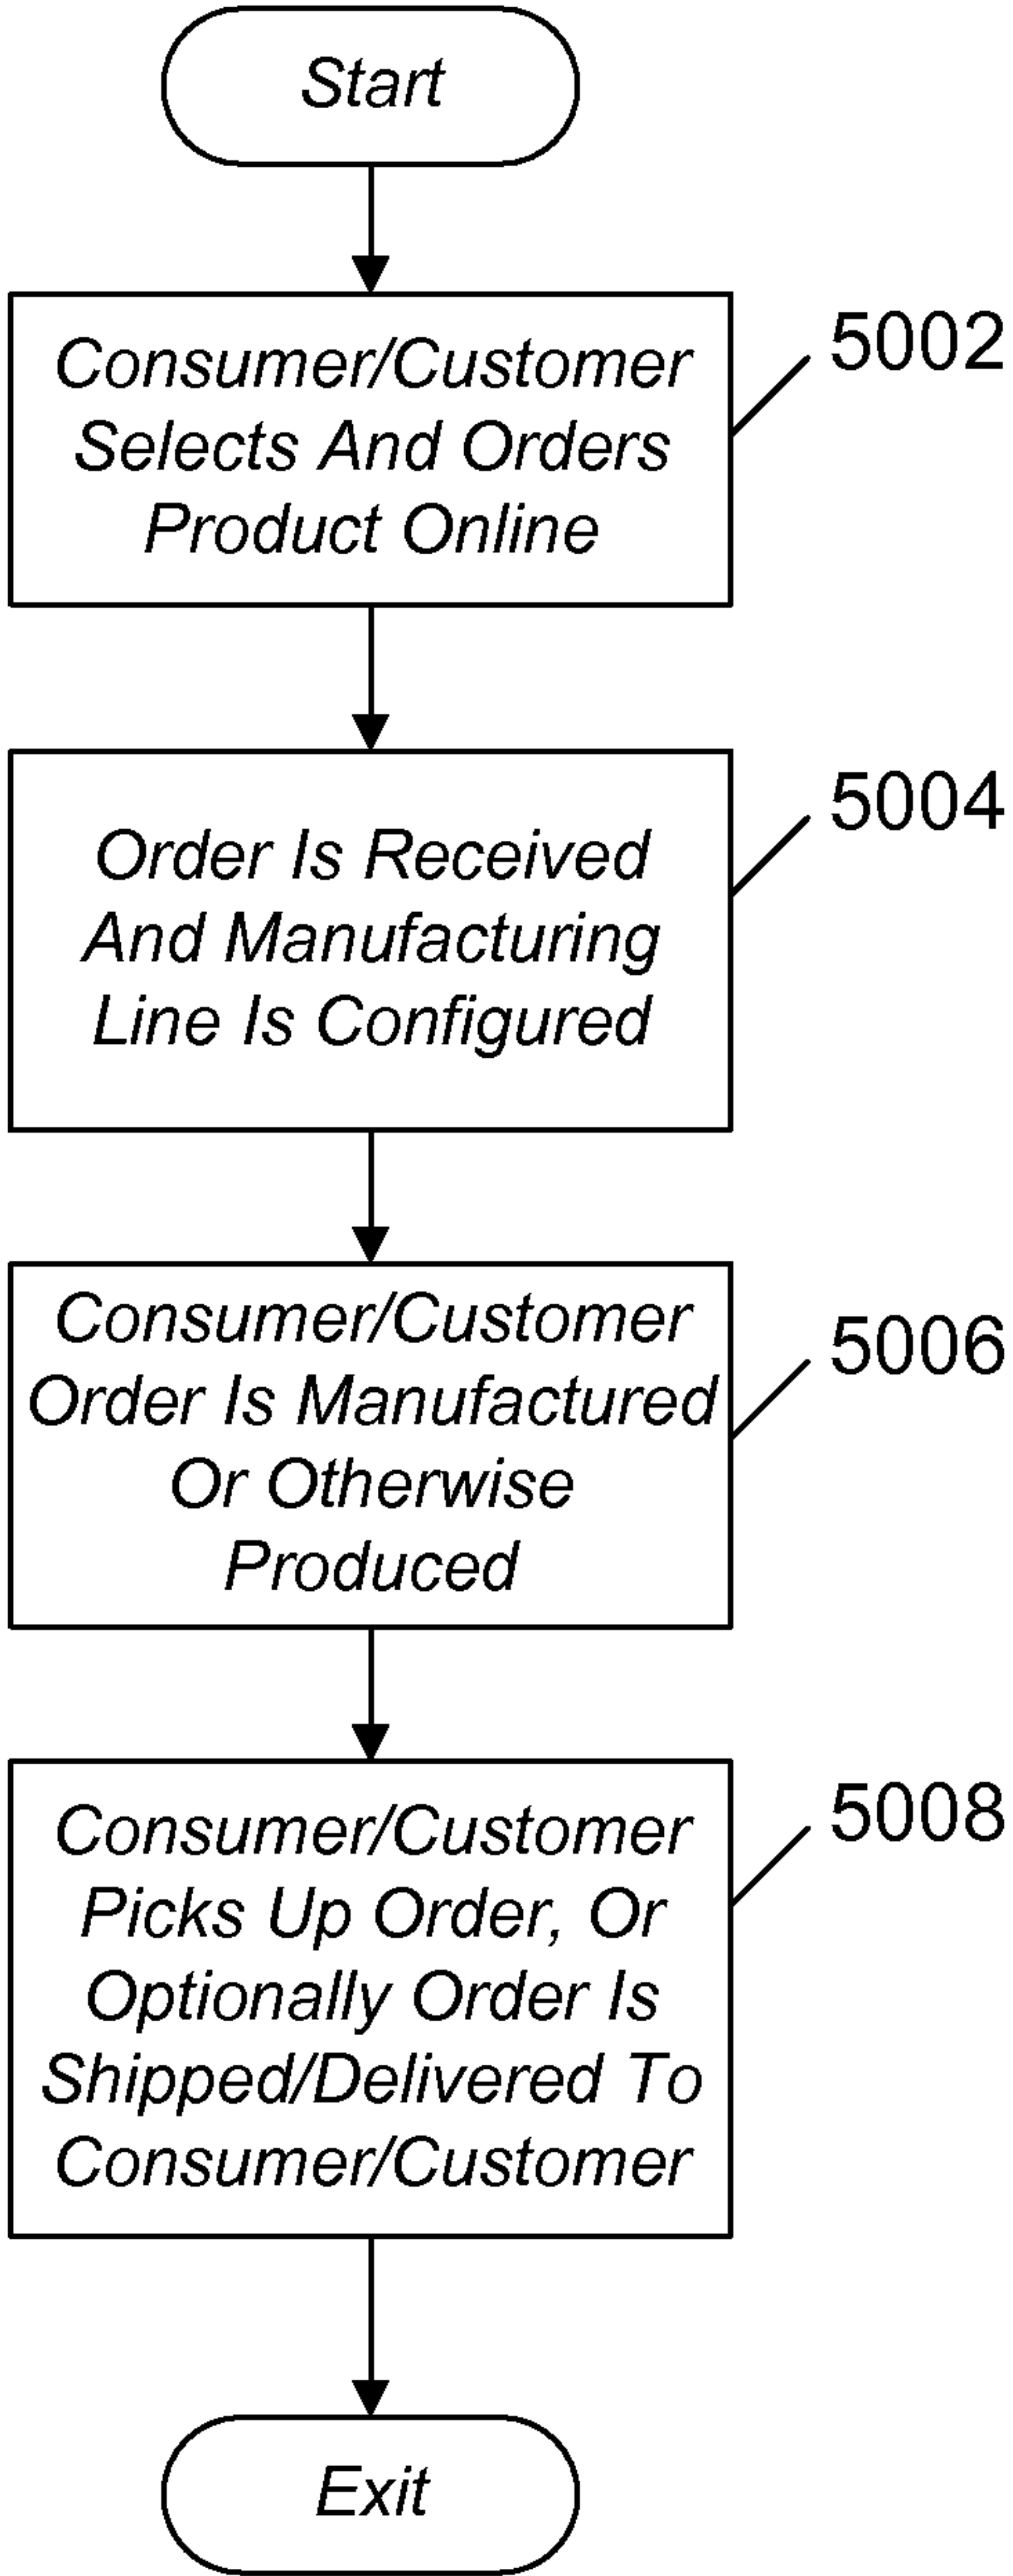 Start
Consumer/Customer
Selects And Orders
Product Online
5002
Order Is Received
And Manufacturing
Line Is Configured
5004
Consumer/Customer
Order Is Manufactured
Or Otherwise
Produced
5006
Consumer/Customer
Picks Up Order, Or
Optionally Order Is
Shipped/Delivered To
Consumer/Customer
5008
Exit